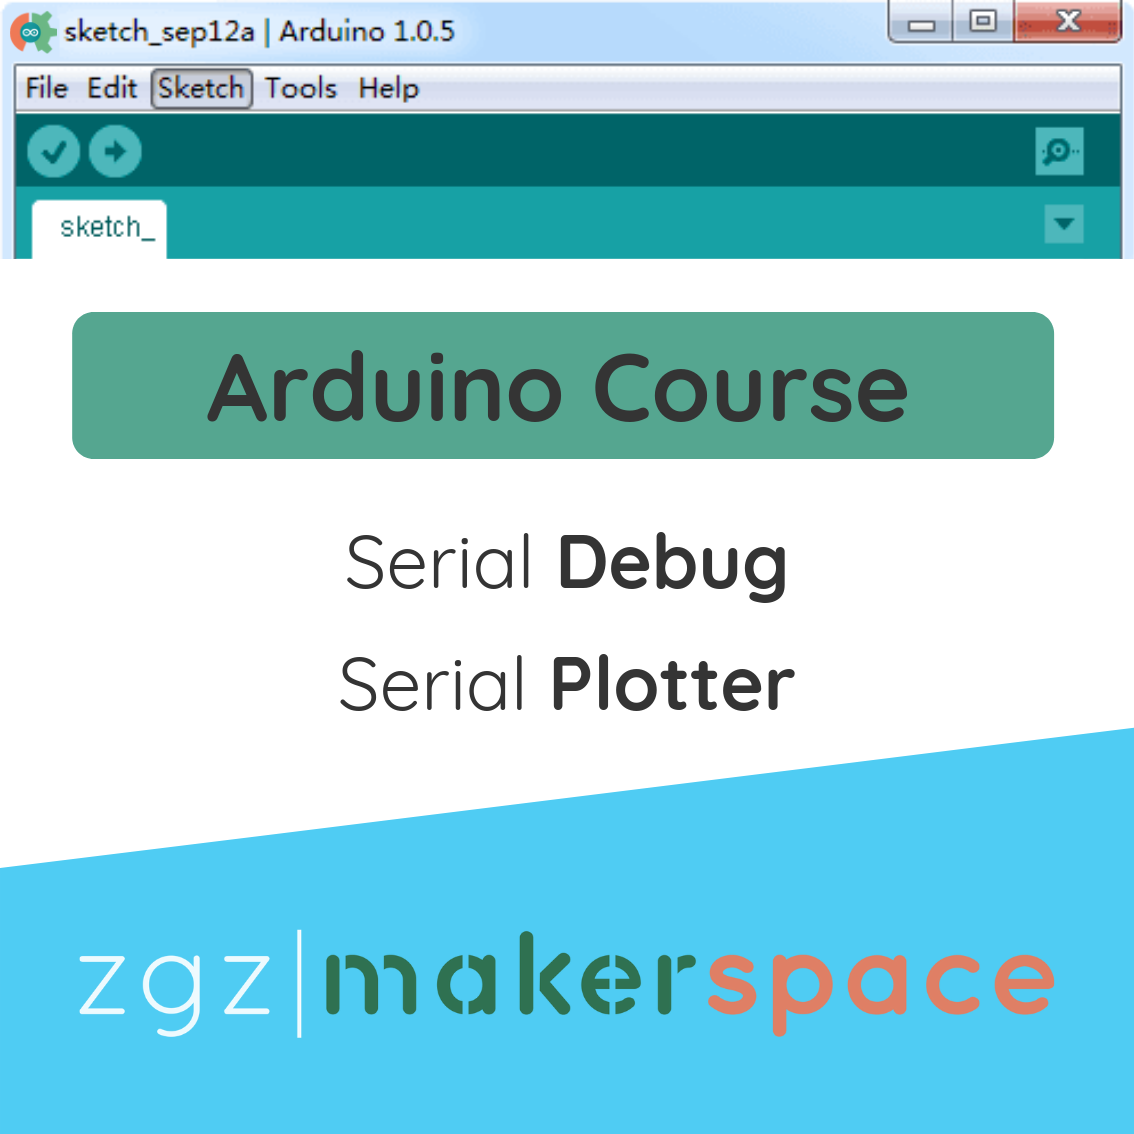 sketch_sep12a | Arduino 1.0.5
File Edit Sketch Tools Help
sketch_
Arduino Course
Serial Debug
Serial Plotter
zgz|makerspace